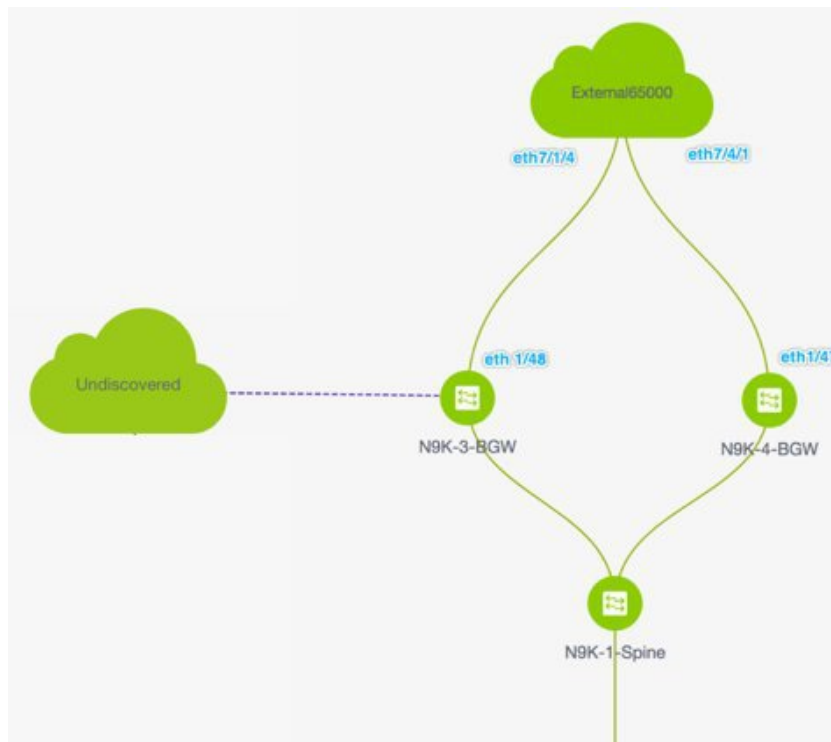 External65000
eth7/1/4
eth7/4/1
Undiscovered
eth 1/48
N9K-3-BGW
N9K-4-BGW
N9K-1-Spine